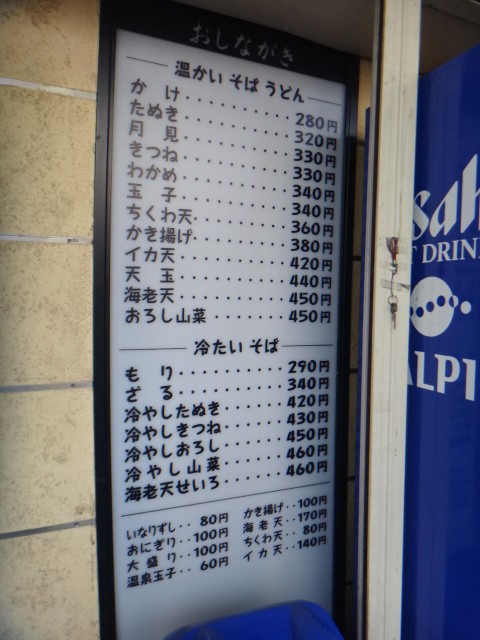 おしながき
温かい そば うどん
かけ・・・・・・・・・・280円
たぬき・・・・・・・・・320円
月見・・・・・・・・・・330円
きつね・・・・・・・・・330円
わかめ・・・・・・・・・340円
玉子・・・・・・・・・・340円
ちくわ天・・・・・・・・360円
かき揚げ・・・・・・・・380円
イカ天・・・・・・・・・420円
天玉・・・・・・・・・・440円
海老天・・・・・・・・・450円
おろし山菜・・・・・・・450円
冷たい そば
もり・・・・・・・・・・290円
ざる・・・・・・・・・・340円
冷やしたぬき・・・・・・420円
冷やしきつね・・・・・・430円
冷やしおろし・・・・・・450円
冷やし山菜・・・・・・・460円
海老天せいろ・・・・・・460円
いなりずし・・80円 かき揚げ・・100円
おにぎり・・100円 海老天・・170円
大盛り・・100円 ちくわ天・・80円
温泉玉子・・60円 イカ天・・140円
sah
T DRIN
ALPI